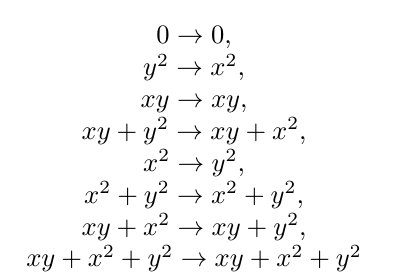 0 → 0,
y² → x²,
xy → xy,
xy + y² → xy + x²,
x² → y²,
x² + y² → x² + y²,
xy + x² → xy + y²,
xy + x² + y² → xy + x² + y²